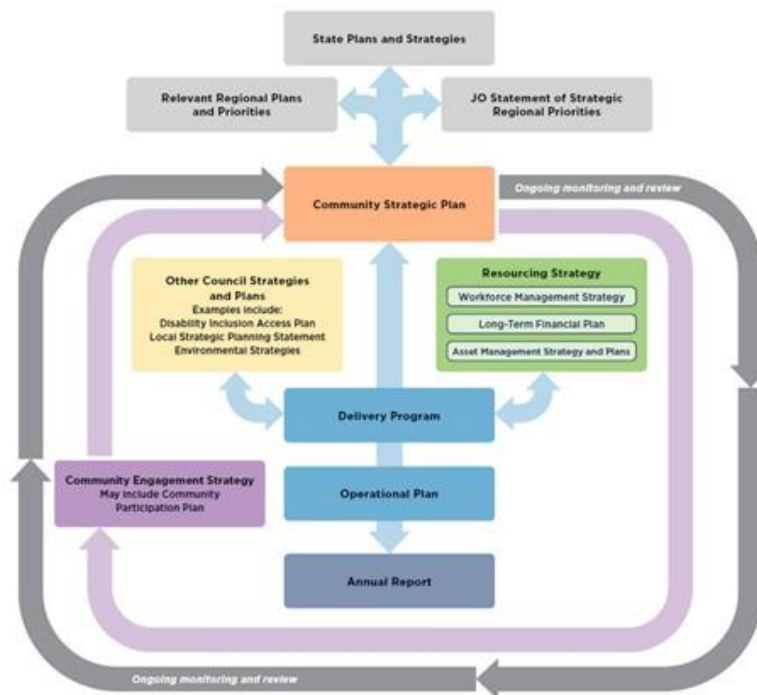 State Plans and Strategies
Relevant Regional Plans
and Priorities
JO Statement of Strategic
Regional Priorities
Community Strategic Plan
Ongoing monitoring and review
Other Council Strategies
and Plans
Examples include:
Disability Inclusion Access Plan
Local Strategic Planning Statement
Environmental Strategies
Resourcing Strategy
Workforce Management Strategy
Long-Term Financial Plan
Asset Management Strategy and Plans
Delivery Program
Community Engagement Strategy
May include Community
Participation Plan
Operational Plan
Annual Report
Ongoing monitoring and review